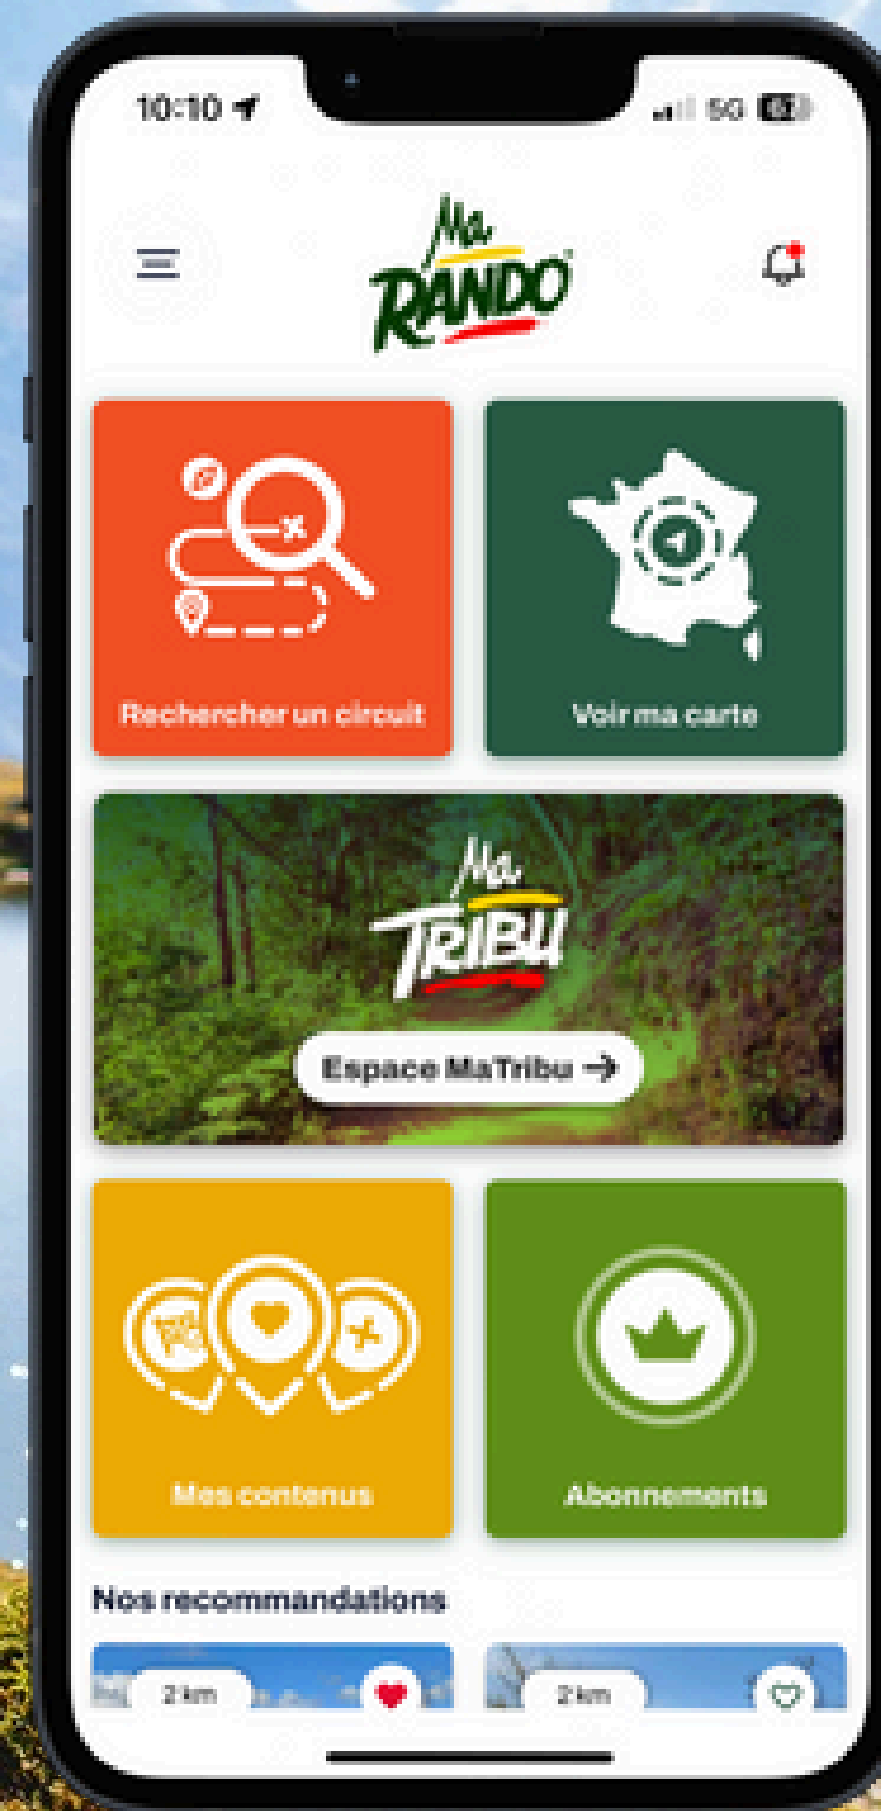 10:10
5G
Ma
RANDO
Rechercher un circuit
Voir ma carte
Ma
TRIBU
Espace MaTribu →
Mes contenus
Abonnements
Nos recommandations
2 km
2 km